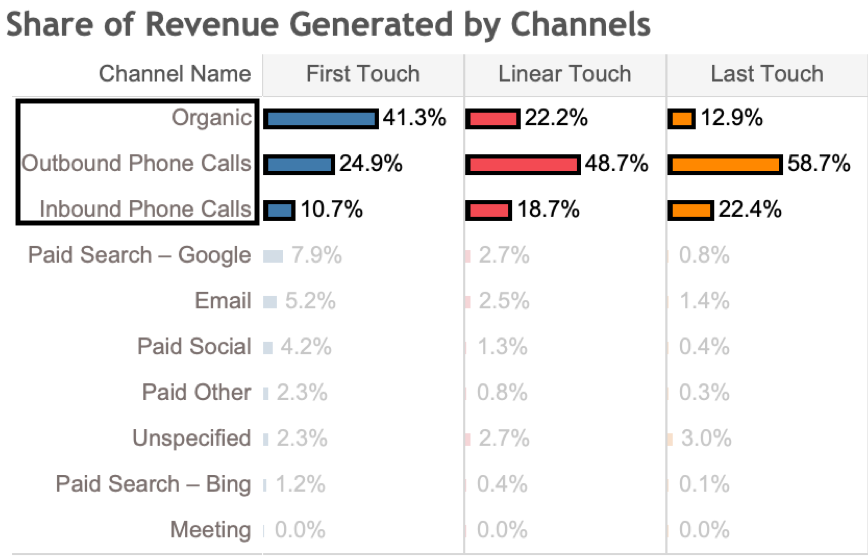 Share of Revenue Generated by Channels
Channel Name First Touch Linear Touch Last Touch
Organic 41.3% 22.2% 12.9%
Outbound Phone Calls 24.9% 48.7% 58.7%
Inbound Phone Calls 10.7% 18.7% 22.4%
Paid Search – Google 7.9% 2.7% 0.8%
Email 5.2% 2.5% 1.4%
Paid Social 4.2% 1.3% 0.4%
Paid Other 2.3% 0.8% 0.3%
Unspecified 2.3% 2.7% 3.0%
Paid Search – Bing 1.2% 0.4% 0.1%
Meeting 0.0% 0.0% 0.0%